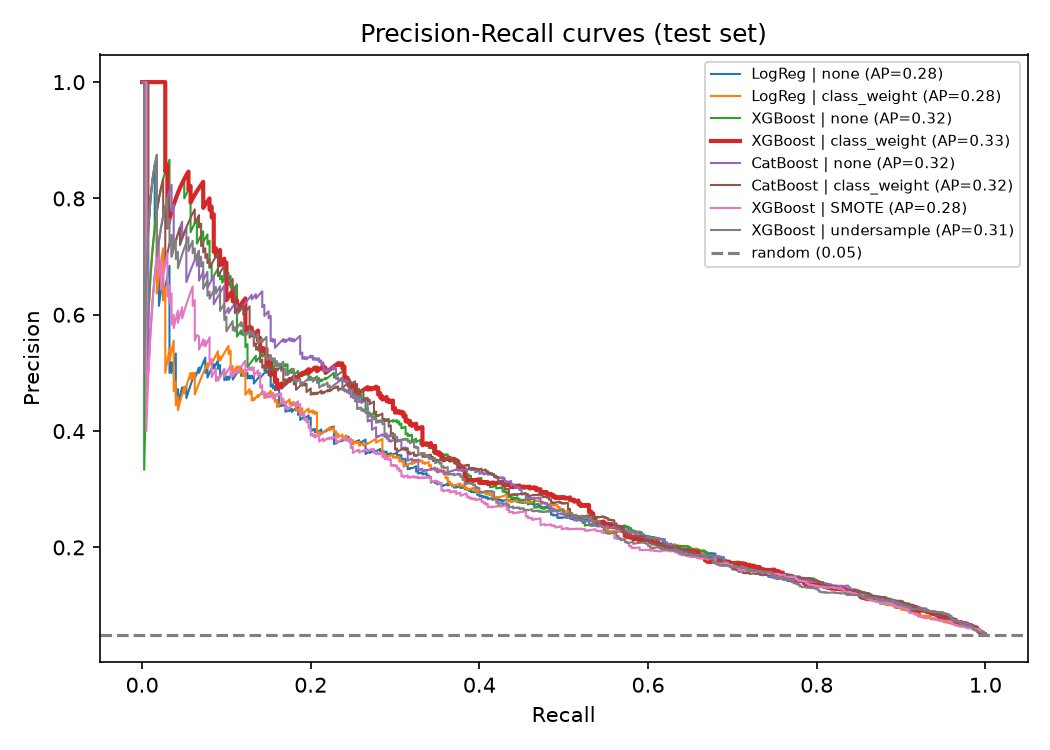 Precision-Recall curves (test set)
LogReg | none (AP=0.28)
LogReg | class_weight (AP=0.28)
XGBoost | none (AP=0.32)
XGBoost | class_weight (AP=0.33)
CatBoost | none (AP=0.32)
CatBoost | class_weight (AP=0.32)
XGBoost | SMOTE (AP=0.28)
XGBoost | undersample (AP=0.31)
random (0.05)
Precision
1.0
0.8
0.6
0.4
0.2
0.0 0.2 0.4 0.6 0.8 1.0
Recall